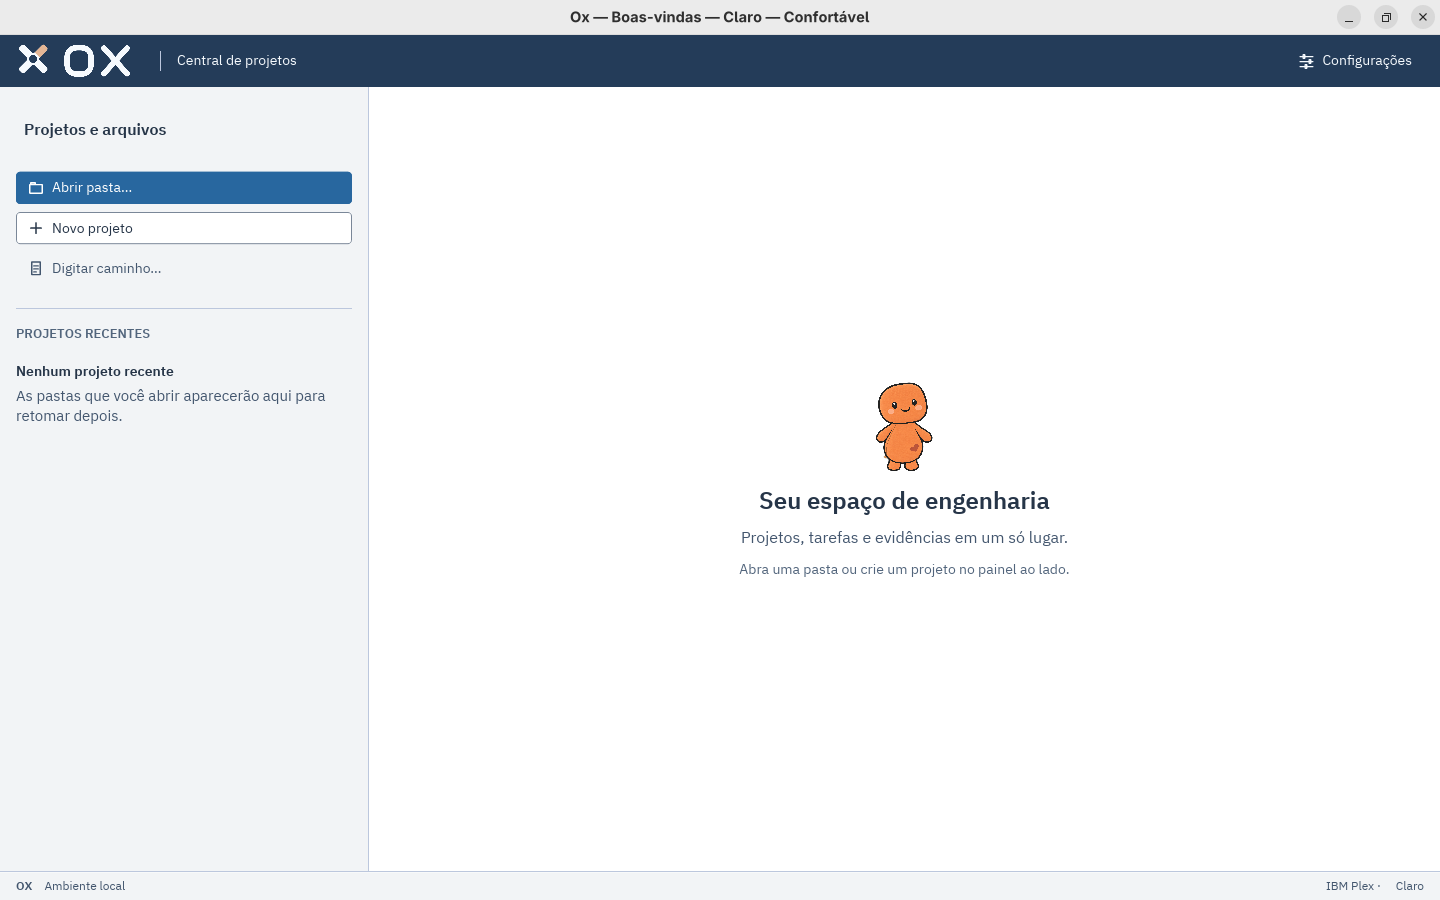 Ox — Boas-vindas — Claro — Confortável
OX
Central de projetos
Configurações
Projetos e arquivos
Abrir pasta...
Novo projeto
Digitar caminho...
PROJETOS RECENTES
Nenhum projeto recente
As pastas que você abrir aparecerão aqui para
retomar depois.
Seu espaço de engenharia
Projetos, tarefas e evidências em um só lugar.
Abra uma pasta ou crie um projeto no painel ao lado.
OX Ambiente local
IBM Plex · Claro